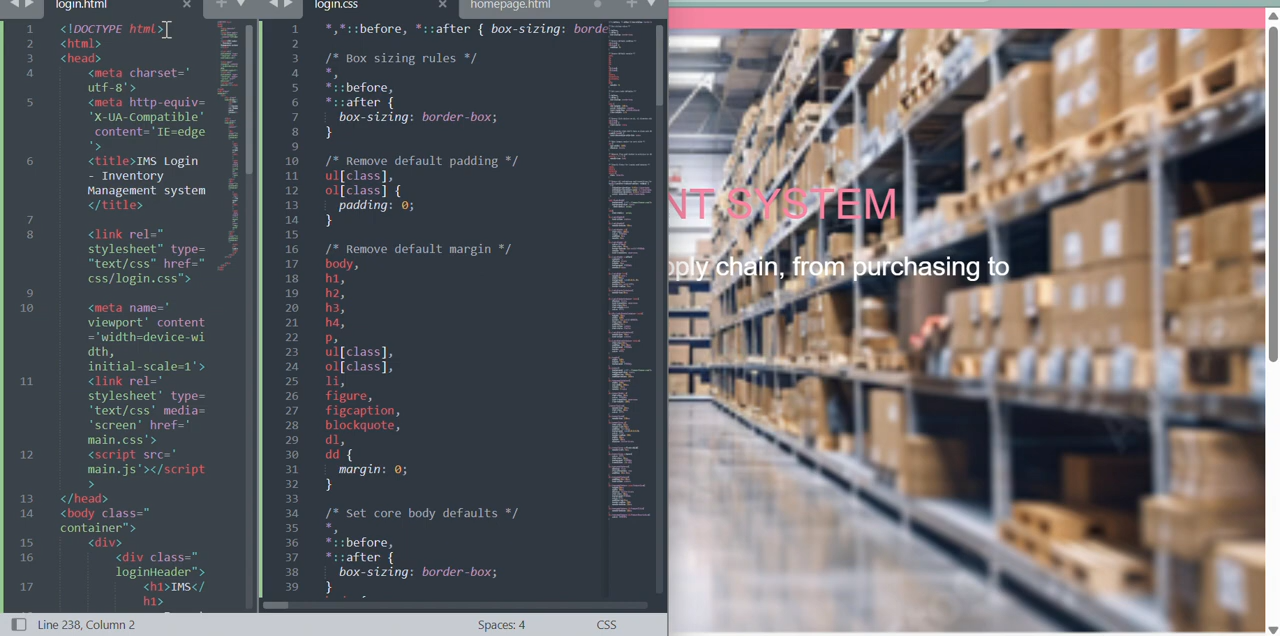 login.html
login.css
homepage.html
1 <!DOCTYPE html>
2 <html>
3 <head>
4 <meta charset='
utf-8'>
5 <meta http-equiv=
'X-UA-Compatible'
content='IE=edge
'>
6 <title>IMS Login
- Inventory
Management system
</title>
7
8 <link rel="
stylesheet" type=
"text/css" href="
css/login.css">
9
10 <meta name='
viewport' content
='width=device-wi
dth,
initial-scale=1'>
11 <link rel='
stylesheet' type=
'text/css' media=
'screen' href='
main.css'>
12 <script src='
main.js'></script
>
13 </head>
14 <body class="
container">
15 <div>
16 <div class="
loginHeader">
17 <h1>IMS</
h1>
1 *,*::before, *::after { box-sizing: borde
2
3 /* Box sizing rules */
4 *,
5 *::before,
6 *::after {
7 box-sizing: border-box;
8 }
9
10 /* Remove default padding */
11 ul[class],
12 ol[class] {
13 padding: 0;
14 }
15
16 /* Remove default margin */
17 body,
18 h1,
19 h2,
20 h3,
21 h4,
22 p,
23 ul[class],
24 ol[class],
25 li,
26 figure,
27 figcaption,
28 blockquote,
29 dl,
30 dd {
31 margin: 0;
32 }
33
34 /* Set core body defaults */
35 *,
36 *::before,
37 *::after {
38 box-sizing: border-box;
39 }
NT SYSTEM
pply chain, from purchasing to
Line 238, Column 2
Spaces: 4
CSS